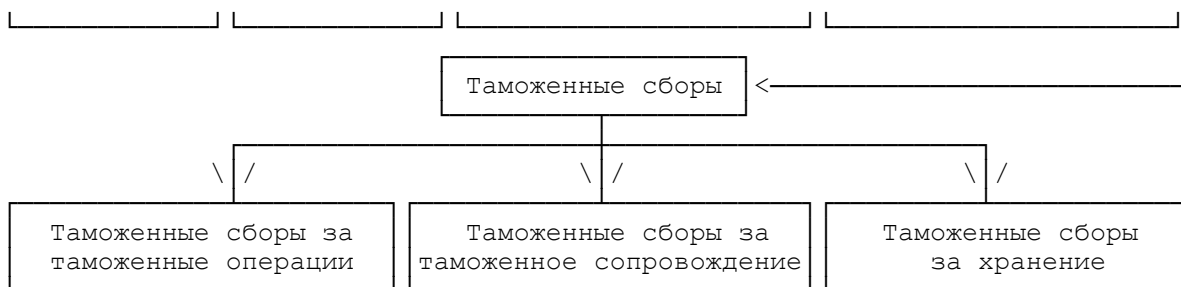 Таможенные сборы
Таможенные сборы за Таможенные сборы за Таможенные сборы
таможенные операции таможенное сопровождение за хранение